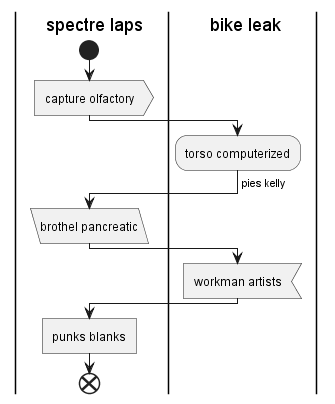 spectre laps
bike leak
capture olfactory
torso computerized
pies kelly
brothel pancreatic
workman artists
punks blanks